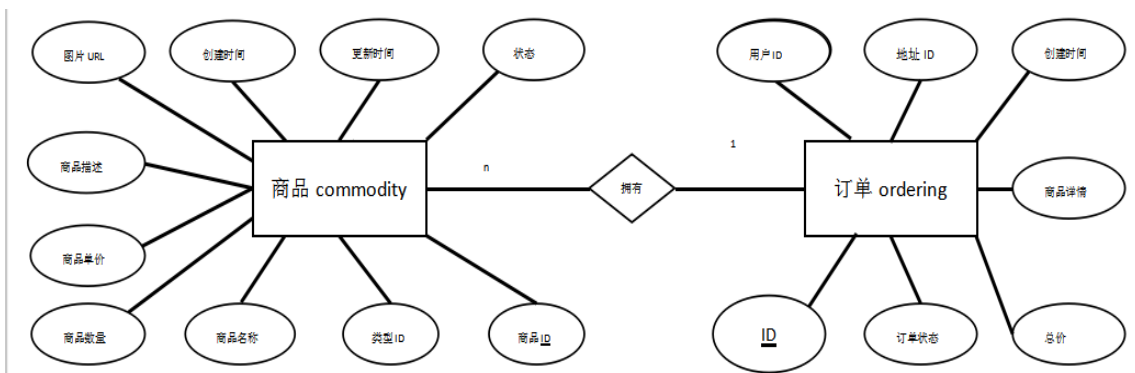 图片 URL
创建时间
更新时间
状态
用户ID
地址 ID
创建时间
商品描述
商品 commodity
n
拥有
1
订单 ordering
商品详情
商品单价
商品数量
商品名称
类型ID
商品ID
ID
订单状态
总价